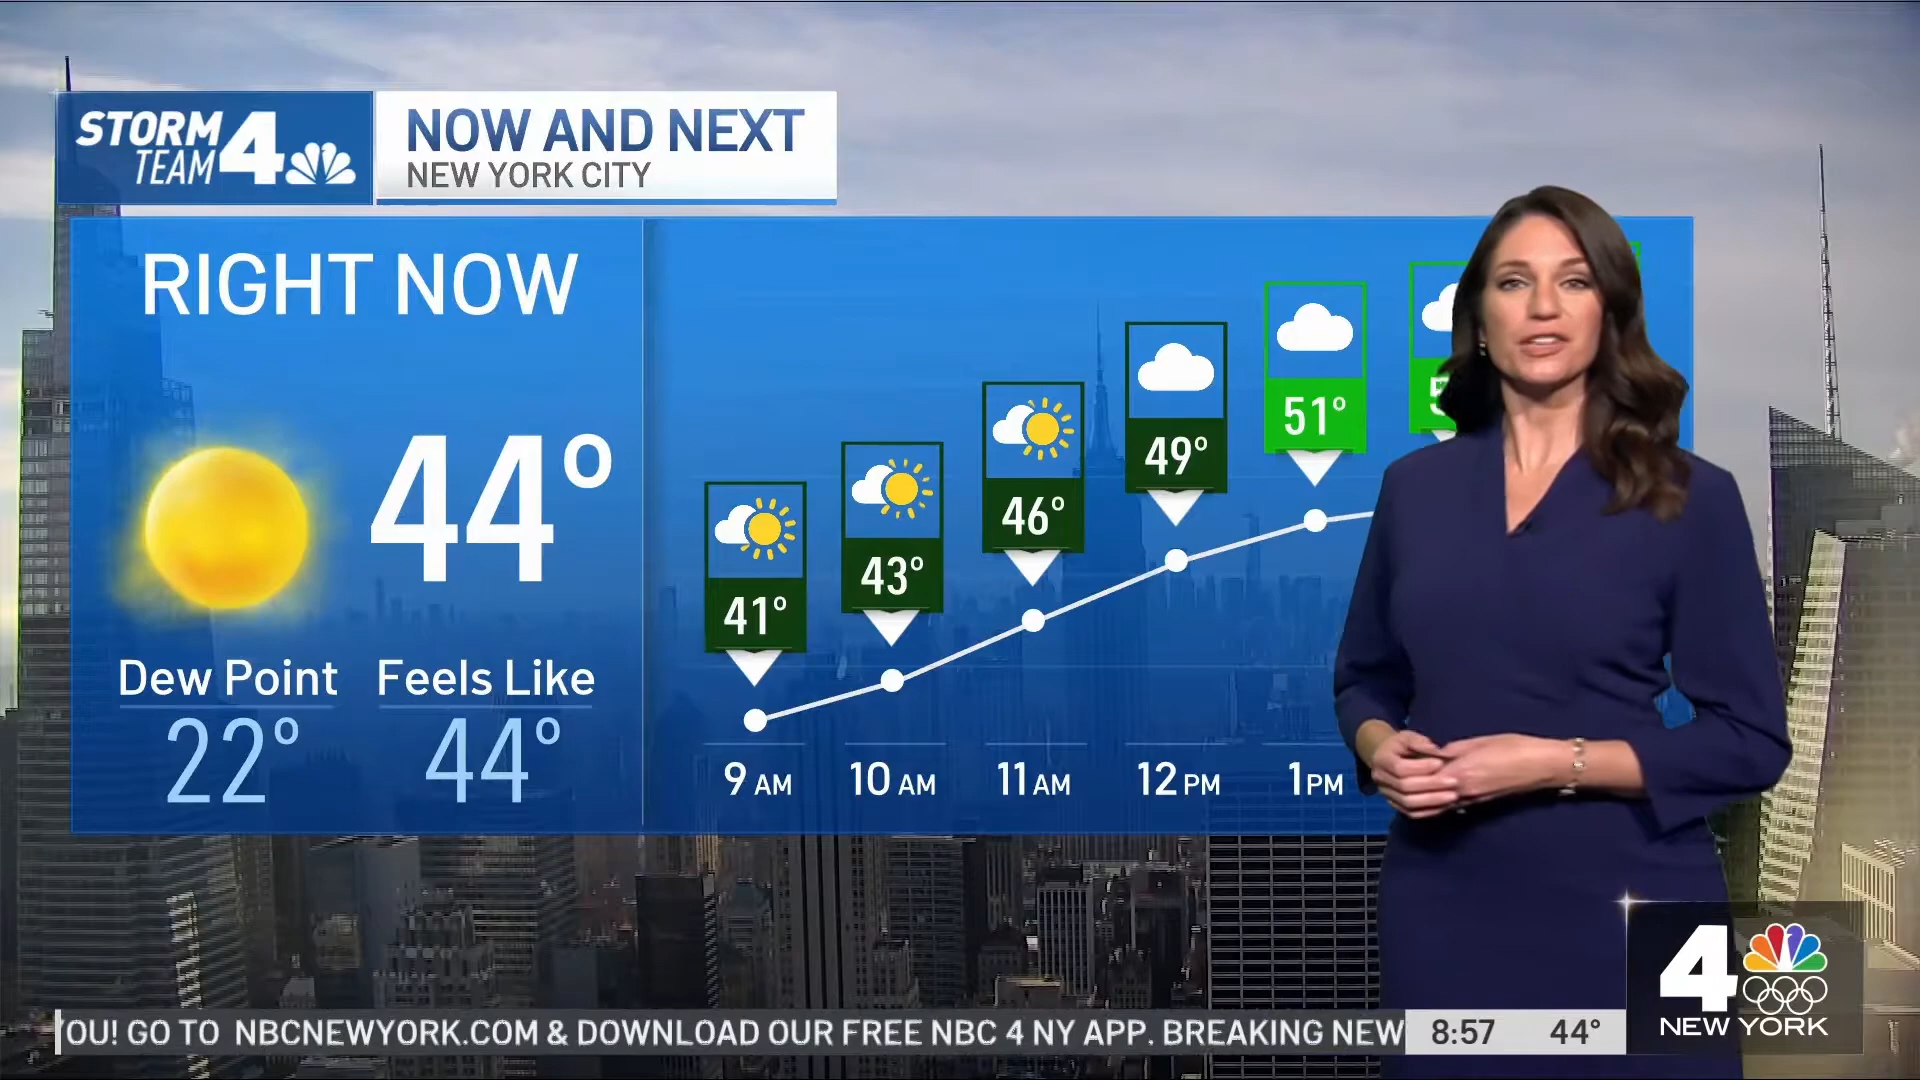 STORM
TEAM 4
NOW AND NEXT
NEW YORK CITY
RIGHT NOW
44°
Dew Point
22°
Feels Like
44°
41°
43°
46°
49°
51°
9 AM
10 AM
11 AM
12 PM
1 PM
OU! GO TO NBCNEWYORK.COM & DOWNLOAD OUR FREE NBC 4 NY APP. BREAKING NEW
8:57
44°
4
NEW YORK